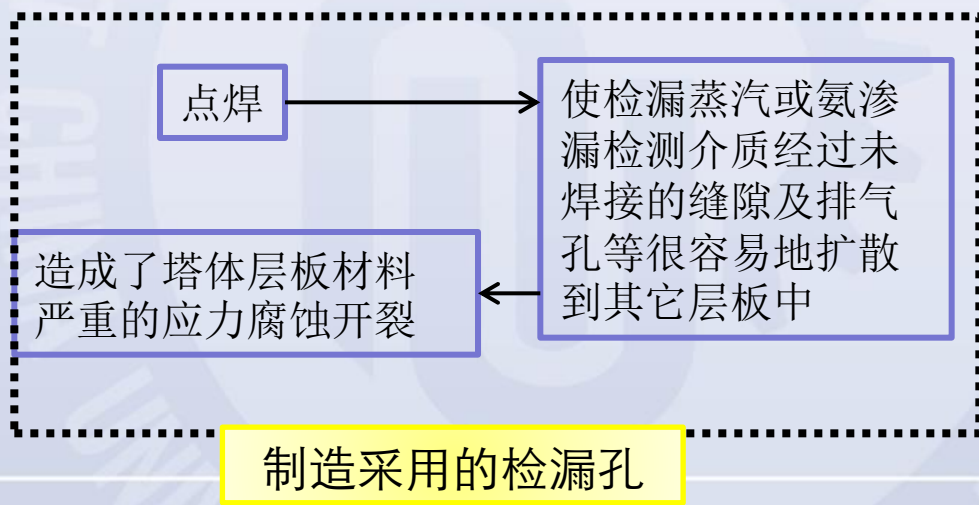 点焊
使检漏蒸汽或氨渗
漏检测介质经过未
焊接的缝隙及排气
孔等很容易地扩散
到其它层板中
造成了塔体层板材料
严重的应力腐蚀开裂
制造采用的检漏孔